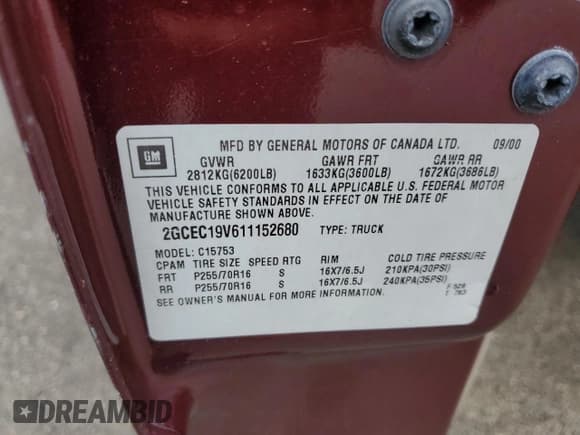 MFD BY GENERAL MOTORS OF CANADA LTD. 09/00
GM
GVWR GAWR FRT GAWR RR
2812KG(6200LB) 1633KG(3600LB) 1672KG(3686LB)
THIS VEHICLE CONFORMS TO ALL APPLICABLE U.S. FEDERAL MOTOR
VEHICLE SAFETY STANDARDS IN EFFECT ON THE DATE OF
MANUFACTURE SHOWN ABOVE.
2GCEC19V611152680 TYPE: TRUCK
MODEL: C15753
CPAM TIRE SIZE SPEED RTG RIM COLD TIRE PRESSURE
FRT P255/70R16 S 16X7/6.5J 210KPA(30PSI)
RR P255/70R16 S 16X7/6.5J 240KPA(35PSI)
SEE OWNER'S MANUAL FOR MORE INFORMATION.
DREAMBID